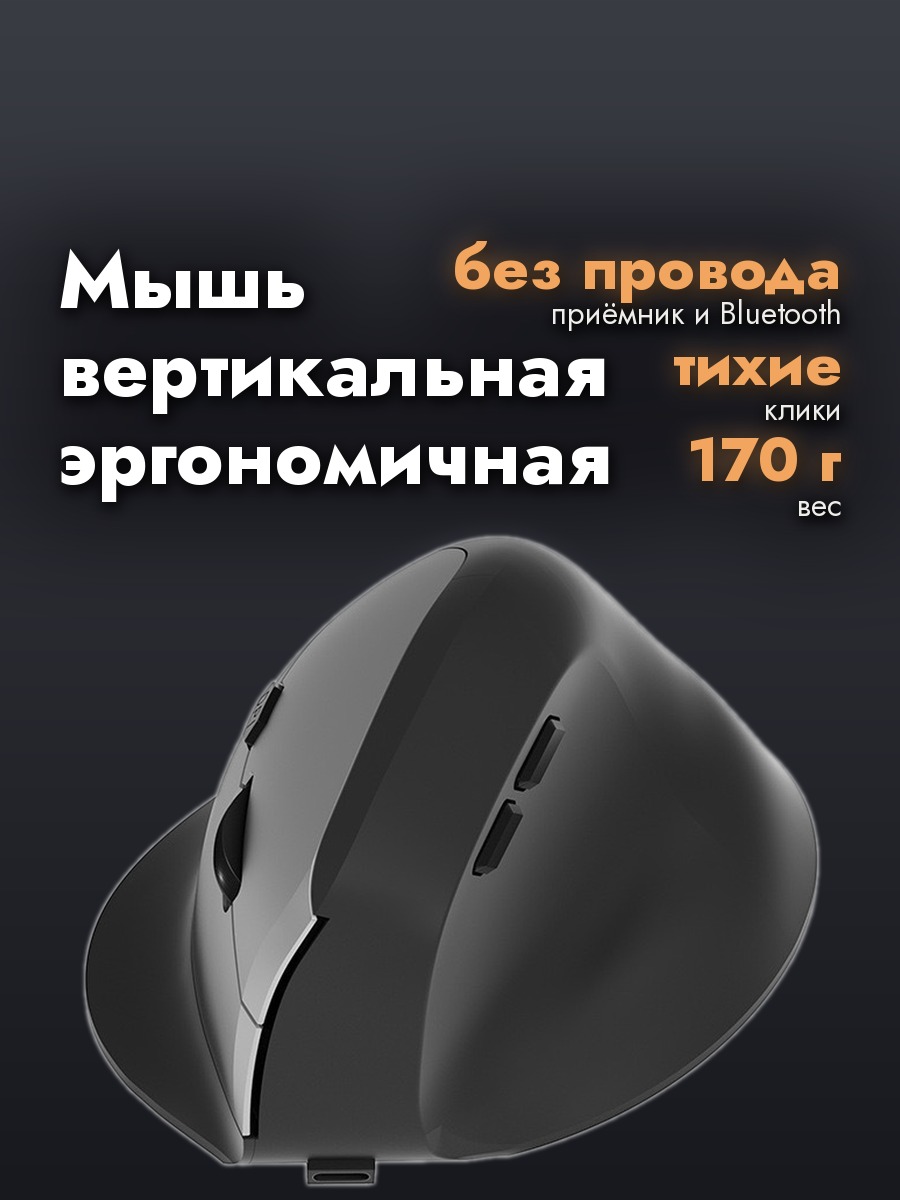 Мышь
вертикальная
эргономичная
без провода
приёмник и Bluetooth
тихие
клики
170 г
вес